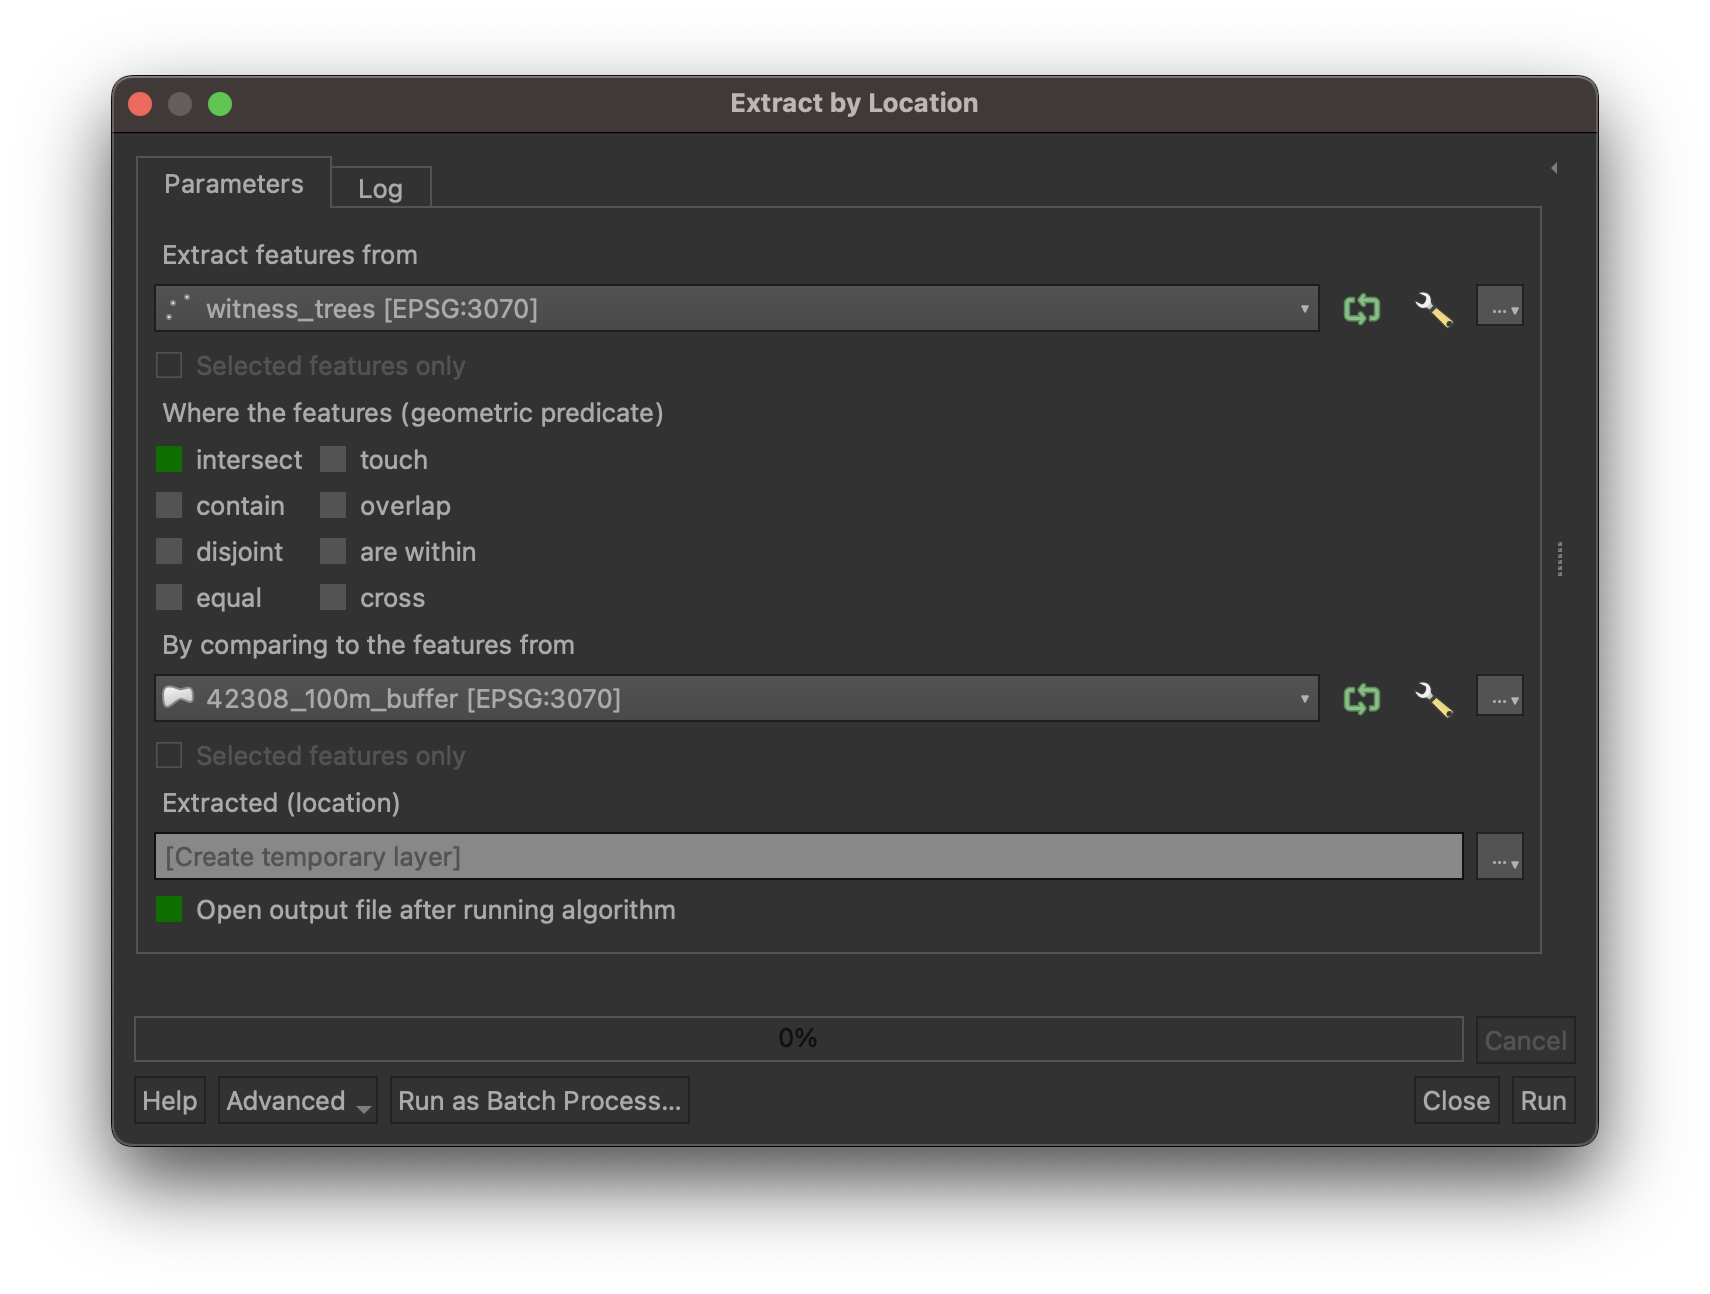 Extract by Location
Parameters
Log
Extract features from
witness_trees [EPSG:3070]
...
Selected features only
Where the features (geometric predicate)
intersect touch
contain overlap
disjoint are within
equal cross
By comparing to the features from
42308_100m_buffer [EPSG:3070]
...
Selected features only
Extracted (location)
[Create temporary layer]
...
Open output file after running algorithm
0%
Cancel
Help Advanced Run as Batch Process... Close Run